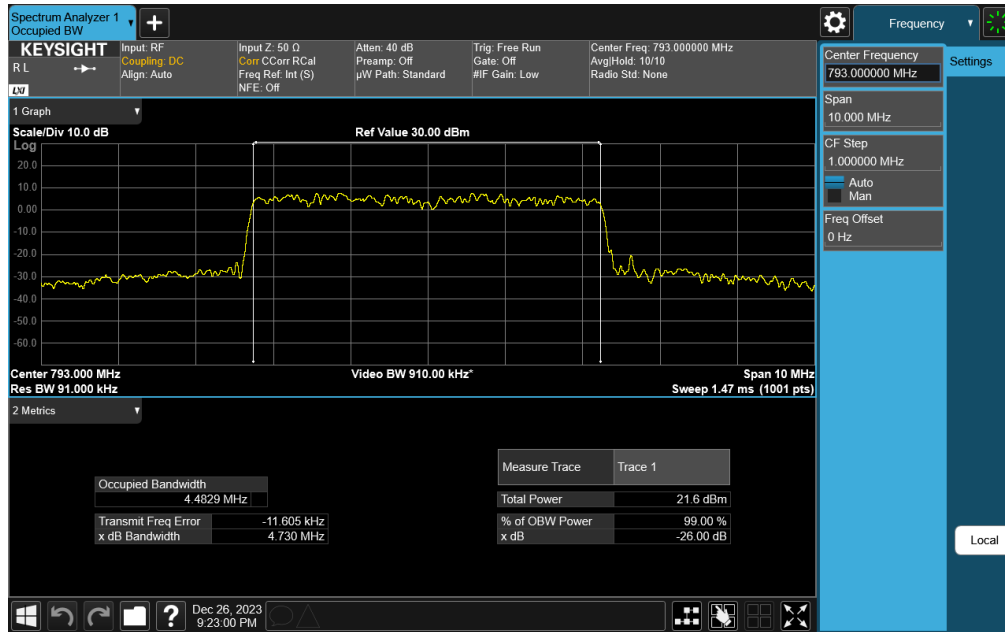 Spectrum Analyzer 1
Occupied BW
Frequency
KEYSIGHT
R L
LXI
Input: RF
Coupling: DC
Align: Auto
Input Z: 50 Ω
Corr CCorr RCal
Freq Ref: Int (S)
NFE: Off
Atten: 40 dB
Preamp: Off
µW Path: Standard
Trig: Free Run
Gate: Off
#IF Gain: Low
Center Freq: 793.000000 MHz
Avg|Hold: 10/10
Radio Std: None
Center Frequency
793.000000 MHz
Settings
Span
10.000 MHz
CF Step
1.000000 MHz
Auto
Man
Freq Offset
0 Hz
Local
1 Graph
Scale/Div 10.0 dB
Ref Value 30.00 dBm
Log
20.0
10.0
0.00
-10.0
-20.0
-30.0
-40.0
-50.0
-60.0
Center 793.000 MHz
Video BW 910.00 kHz*
Span 10 MHz
Res BW 91.000 kHz
Sweep 1.47 ms (1001 pts)
2 Metrics
Occupied Bandwidth
4.4829 MHz
Transmit Freq Error -11.605 kHz
x dB Bandwidth 4.730 MHz
Measure Trace Trace 1
Total Power 21.6 dBm
% of OBW Power 99.00 %
x dB -26.00 dB
?
Dec 26, 2023
9:23:00 PM